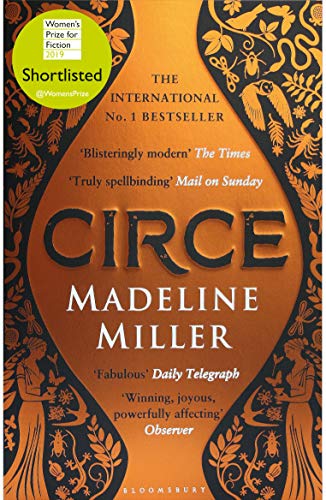 Women's
Prize for
Fiction
2019
Shortlisted
@WomensPrize
THE
INTERNATIONAL
No. 1 BESTSELLER
‘Blisteringly modern’ The Times
‘Truly spellbinding’ Mail on Sunday
CIRCE
MADELINE
MILLER
‘Fabulous’ Daily Telegraph
‘Winning, joyous,
powerfully affecting’
Observer
BLOOMSBURY